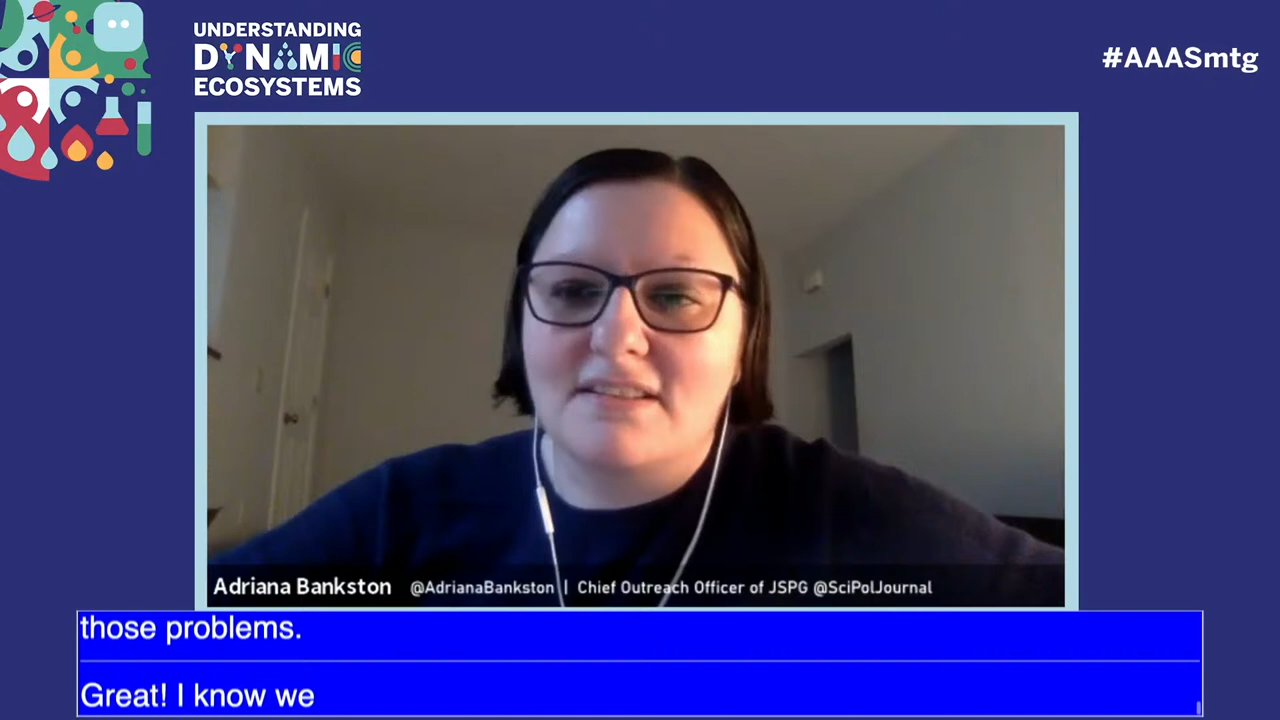 UNDERSTANDING
DYNAMIC
ECOSYSTEMS
#AAASmtg
Adriana Bankston @AdrianaBankston | Chief Outreach Officer of JSPG @SciPolJournal
those problems.
Great! I know we